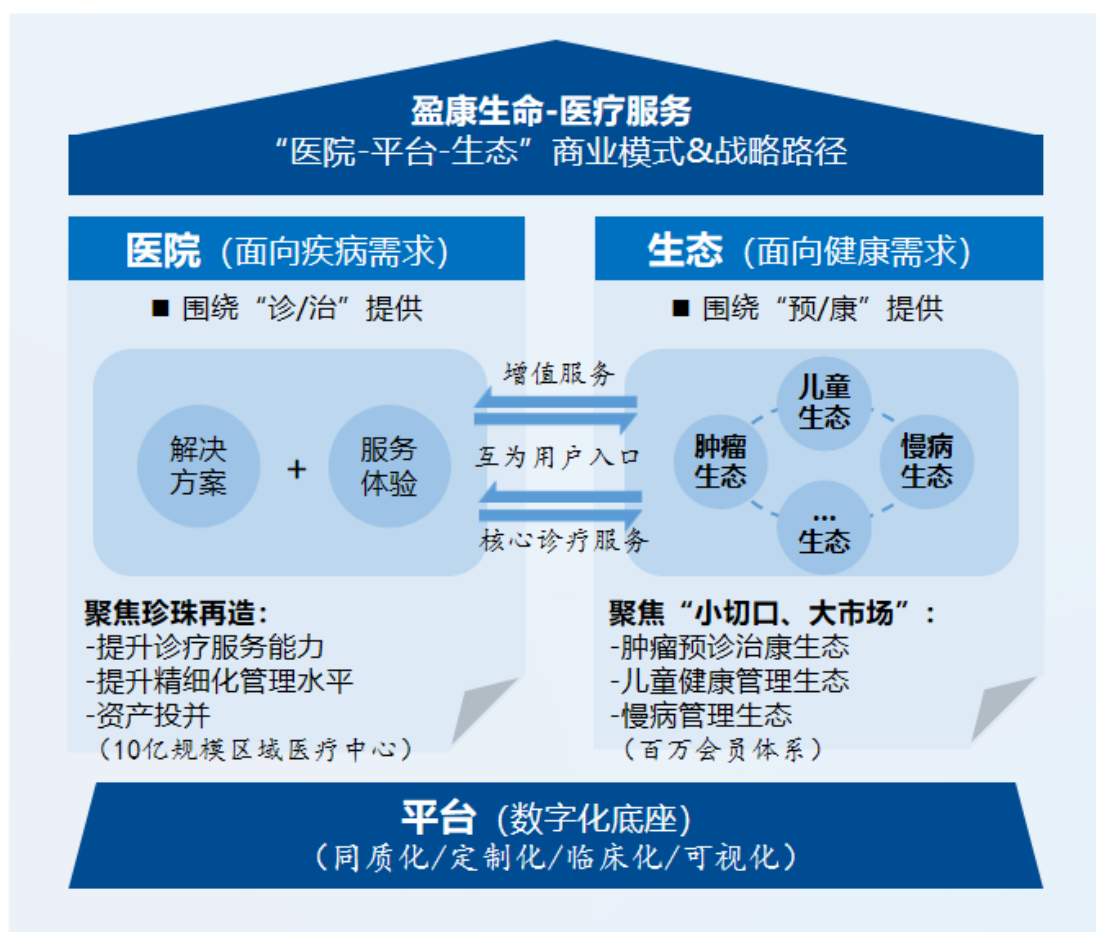 盈康生命-医疗服务
“医院-平台-生态”商业模式&战略路径
医院（面向疾病需求）
■ 围绕“诊/治”提供
解决
方案
+
服务
体验
聚焦珍珠再造：
-提升诊疗服务能力
-提升精细化管理水平
-资产投并
（10亿规模区域医疗中心）
增值服务
互为用户入口
核心诊疗服务
生态（面向健康需求）
■ 围绕“预/康”提供
儿童
生态
肿瘤
生态
慢病
生态
...
生态
聚焦“小切口、大市场”：
-肿瘤预诊治康生态
-儿童健康管理生态
-慢病管理生态
（百万会员体系）
平台（数字化底座）
（同质化/定制化/临床化/可视化）